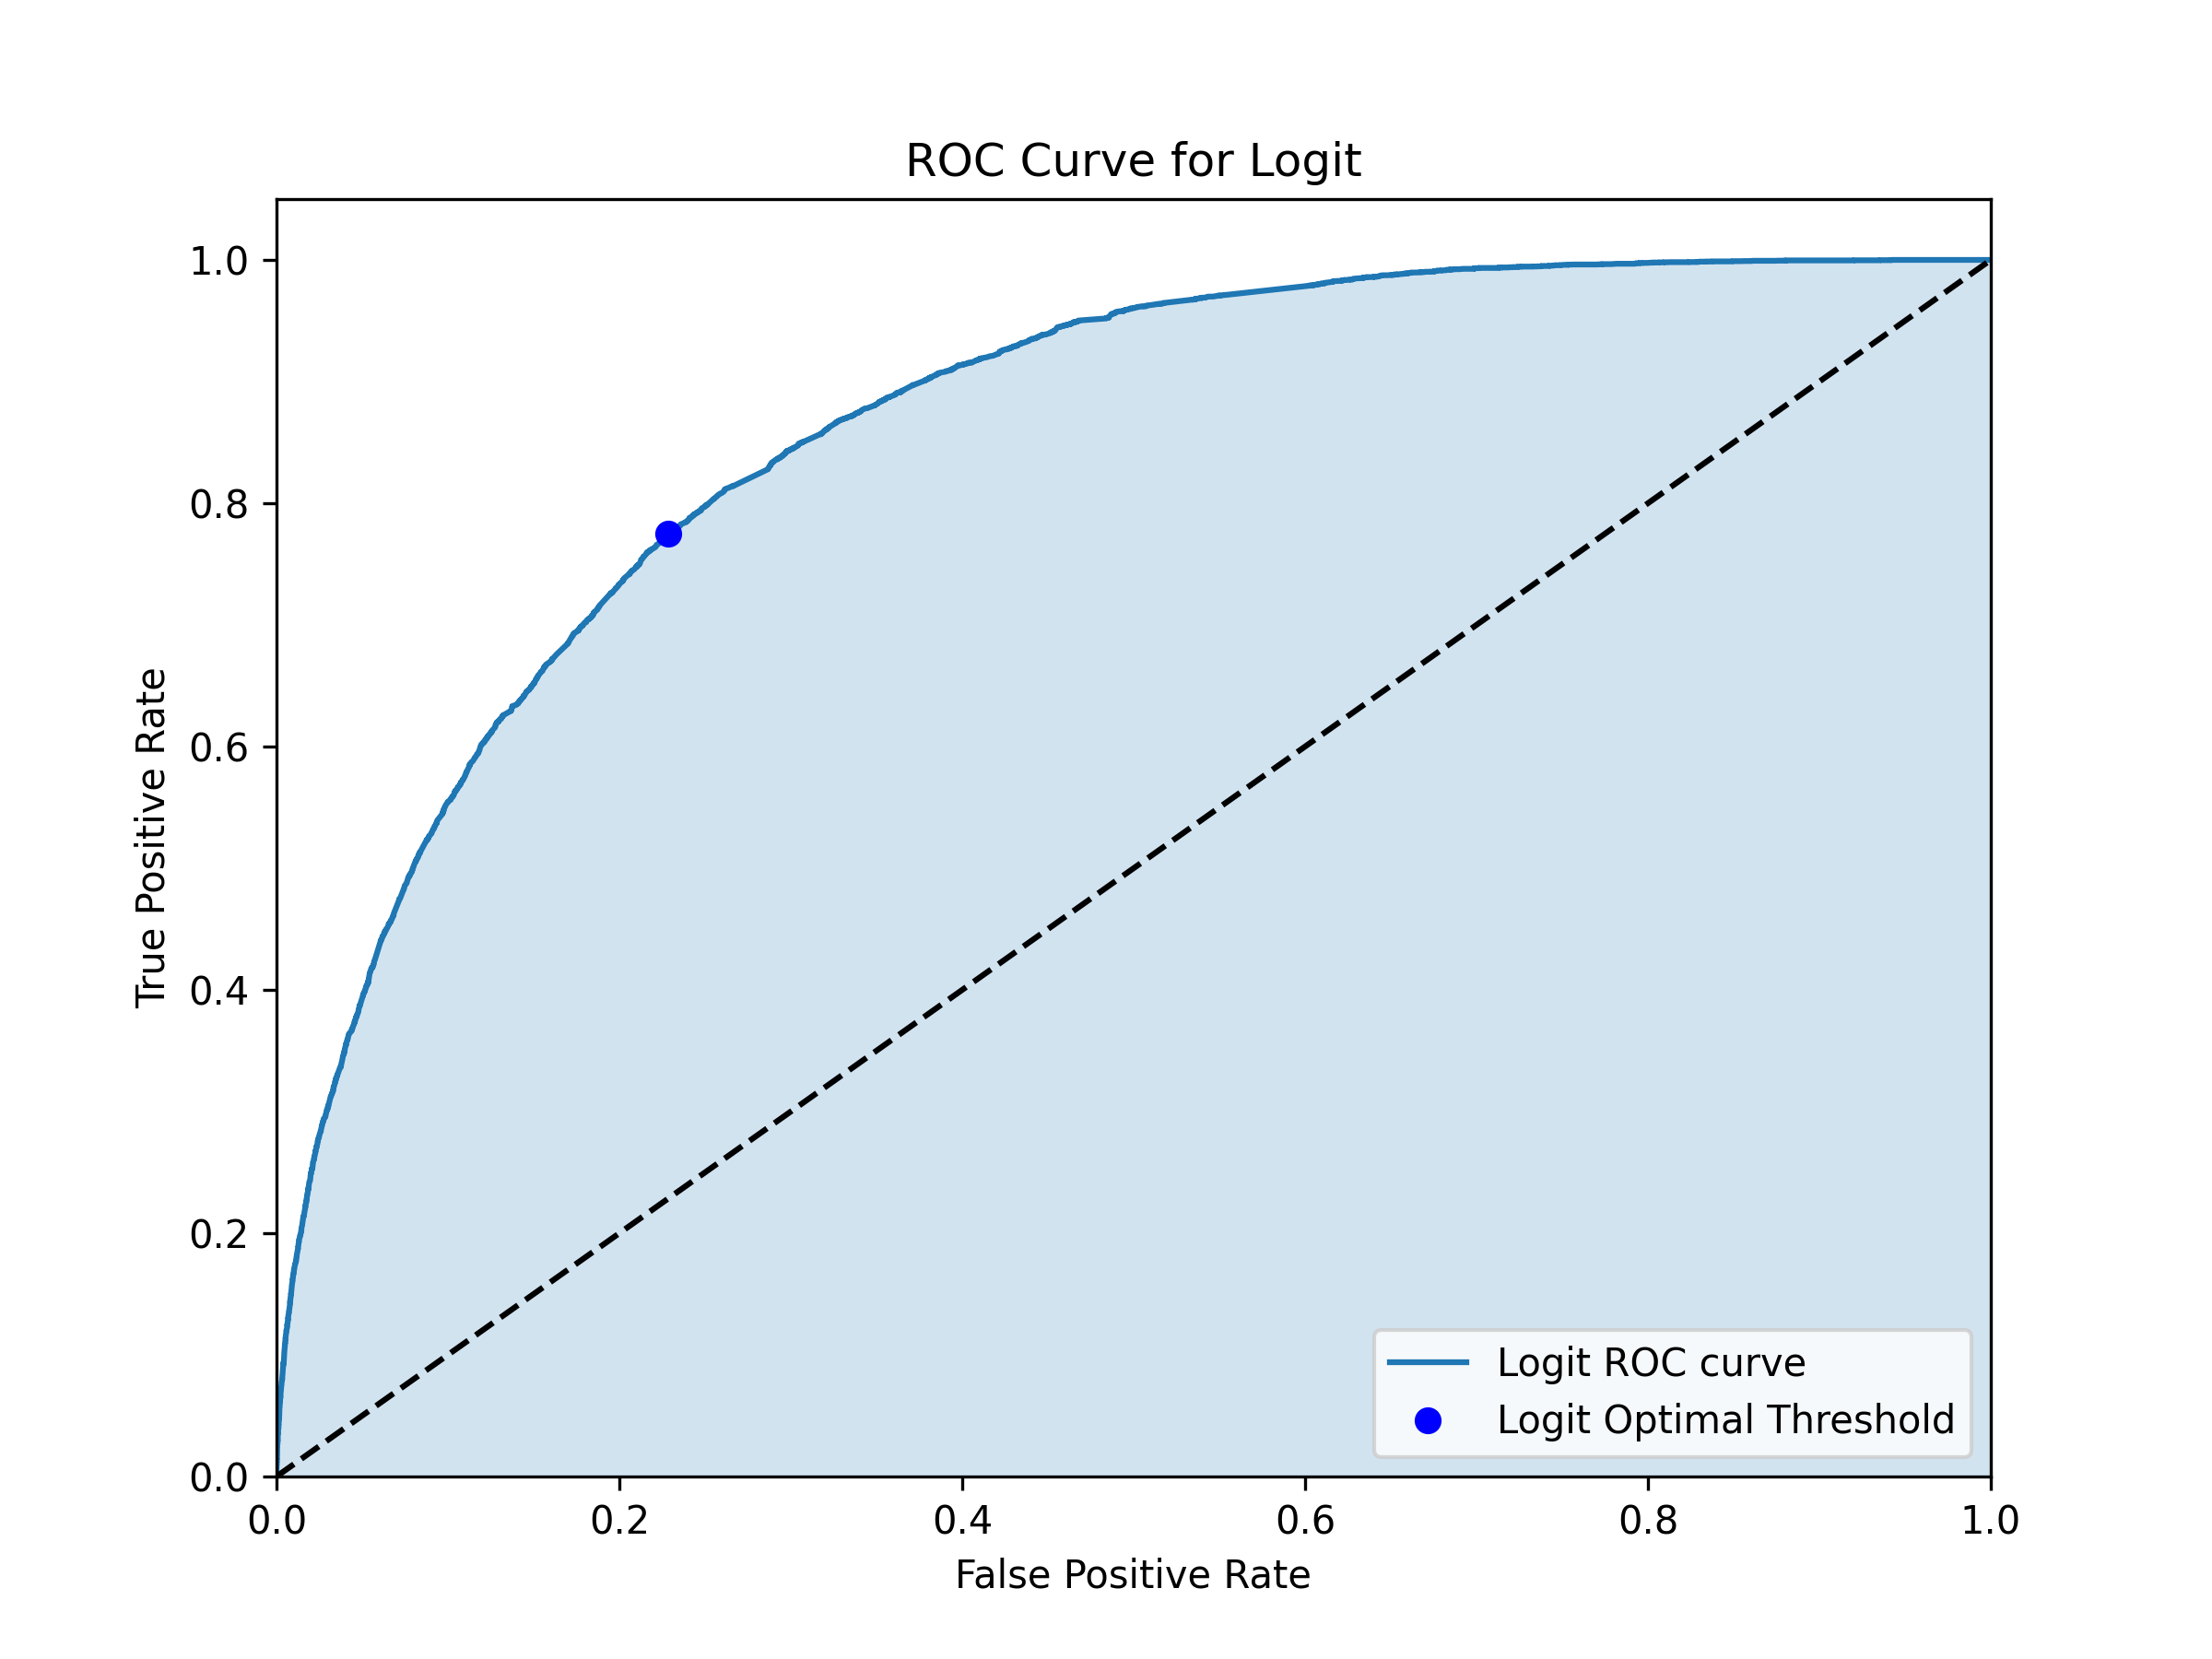 ROC Curve for Logit
1.0
0.8
0.6
0.4
0.2
0.0
True Positive Rate
Logit ROC curve
Logit Optimal Threshold
0.0 0.2 0.4 0.6 0.8 1.0
False Positive Rate